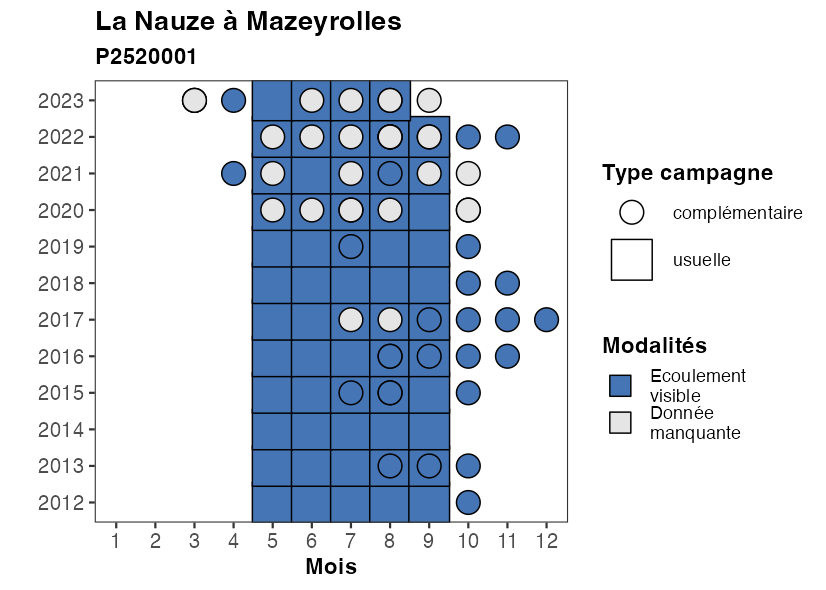 La Nauze à Mazeyrolles
P2520001
2023
2022
2021
2020
2019
2018
2017
2016
2015
2014
2013
2012
1 2 3 4 5 6 7 8 9 10 11 12
Mois
Type campagne
complémentaire
usuelle
Modalités
Ecoulement
visible
Donnée
manquante